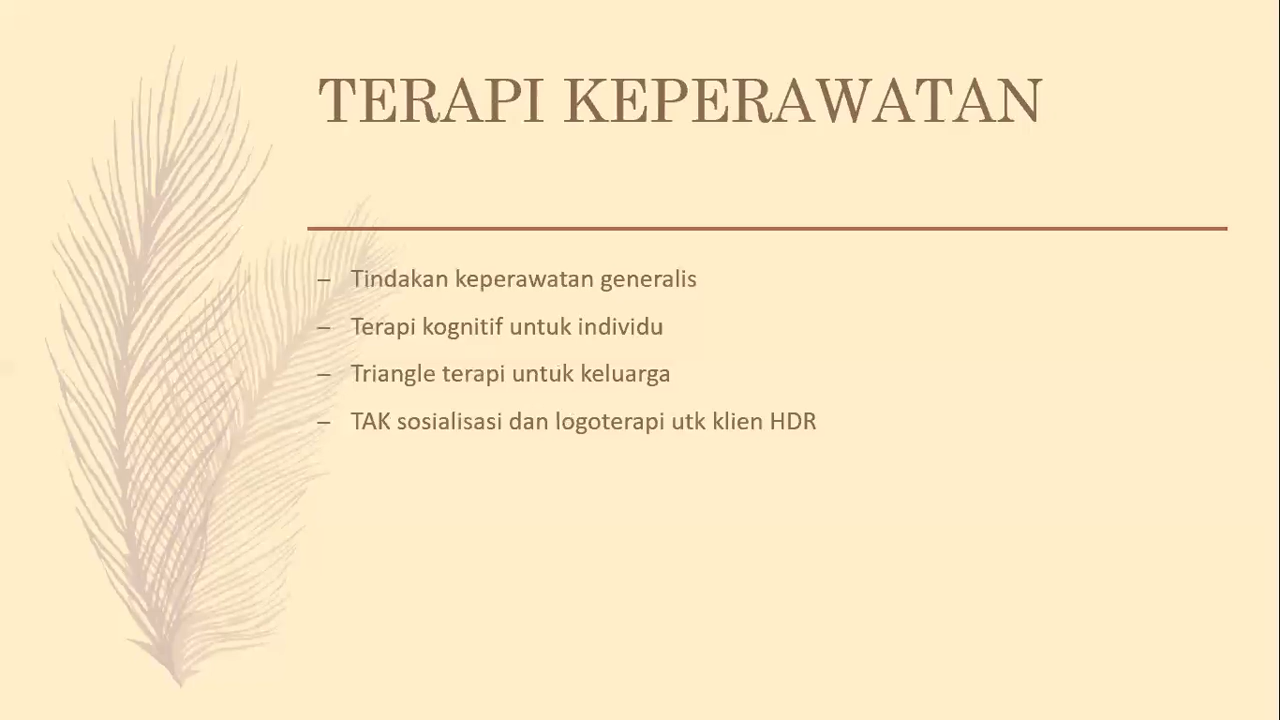 TERAPI KEPERAWATAN
– Tindakan keperawatan generalis
– Terapi kognitif untuk individu
– Triangle terapi untuk keluarga
– TAK sosialisasi dan logoterapi utk klien HDR